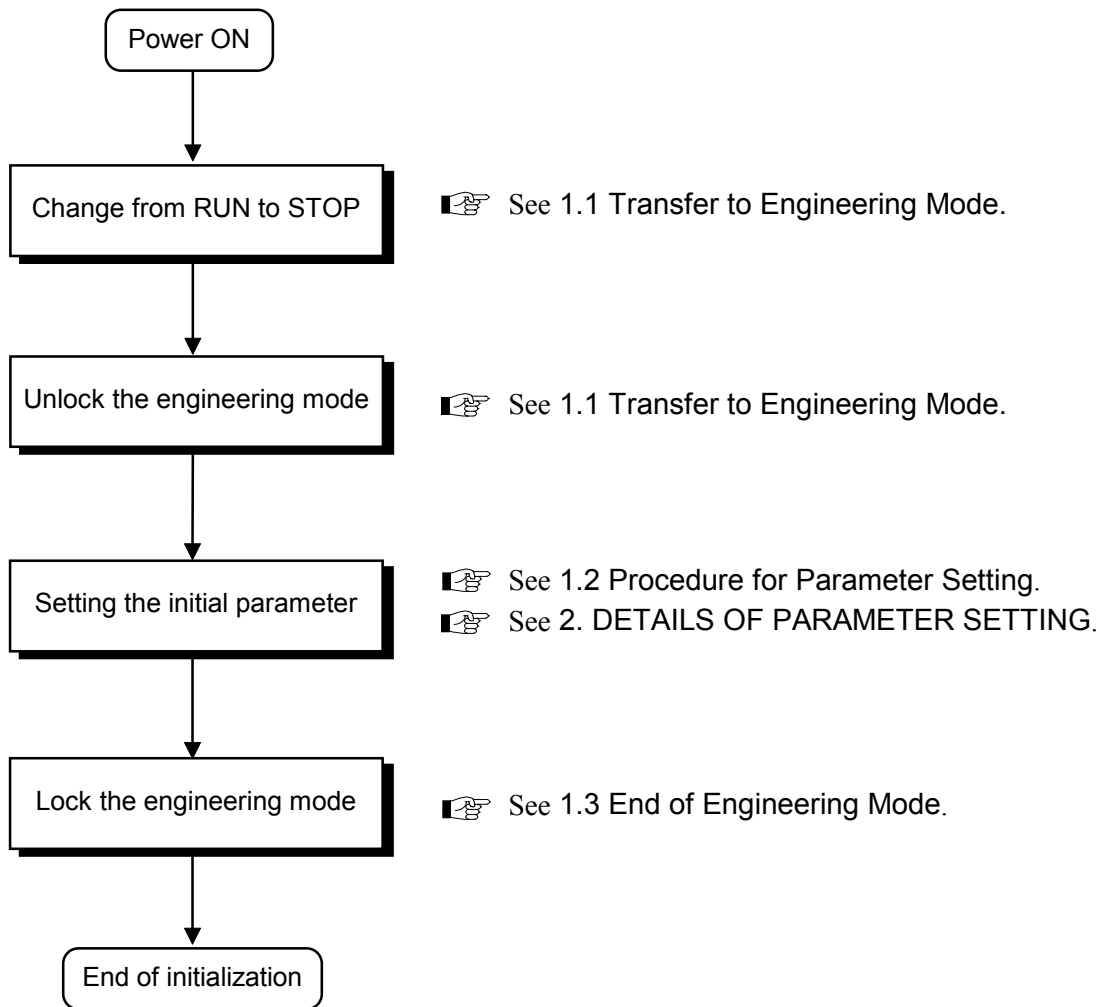 Power ON
Change from RUN to STOP
See 1.1 Transfer to Engineering Mode.
Unlock the engineering mode
See 1.1 Transfer to Engineering Mode.
Setting the initial parameter
See 1.2 Procedure for Parameter Setting.
See 2. DETAILS OF PARAMETER SETTING.
Lock the engineering mode
See 1.3 End of Engineering Mode.
End of initialization